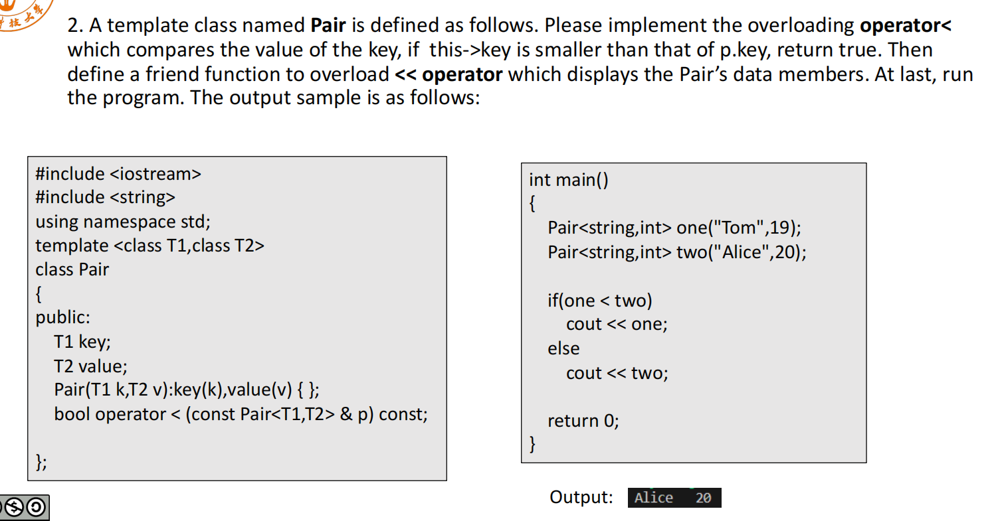 技大学
2. A template class named Pair is defined as follows. Please implement the overloading operator<
which compares the value of the key, if this->key is smaller than that of p.key, return true. Then
define a friend function to overload << operator which displays the Pair’s data members. At last, run
the program. The output sample is as follows:
#include <iostream>
#include <string>
using namespace std;
template <class T1,class T2>
class Pair
{
public:
T1 key;
T2 value;
Pair(T1 k,T2 v):key(k),value(v) { };
bool operator < (const Pair<T1,T2> & p) const;
};
int main()
{
Pair<string,int> one("Tom",19);
Pair<string,int> two("Alice",20);
if(one < two)
cout << one;
else
cout << two;
return 0;
}
Output: Alice 20